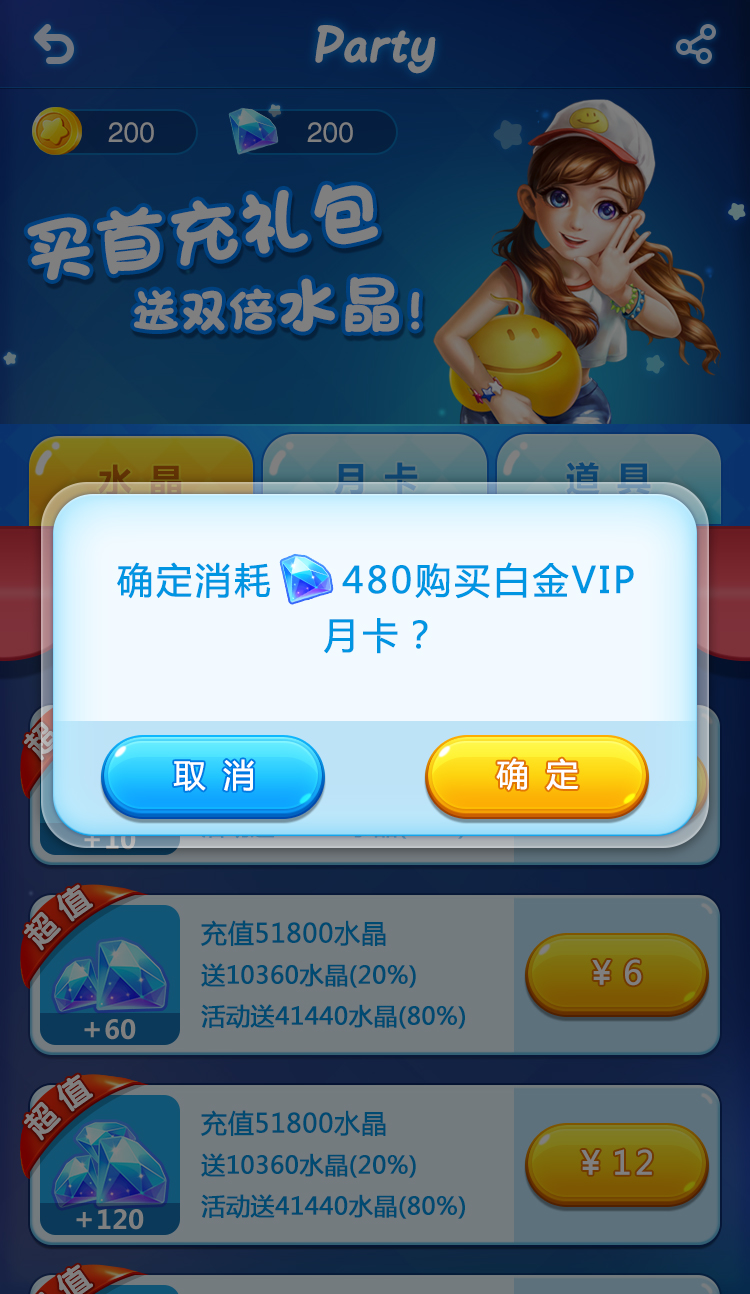 Party
200 200
买首充礼包
送双倍水晶!
水晶 月卡 道具
确定消耗480购买白金VIP
月卡？
取消 确定
超
+10
超值
充值51800水晶
送10360水晶(20%)
活动送41440水晶(80%)
+60
¥ 6
超值
充值51800水晶
送10360水晶(20%)
活动送41440水晶(80%)
+120
¥ 12
超值